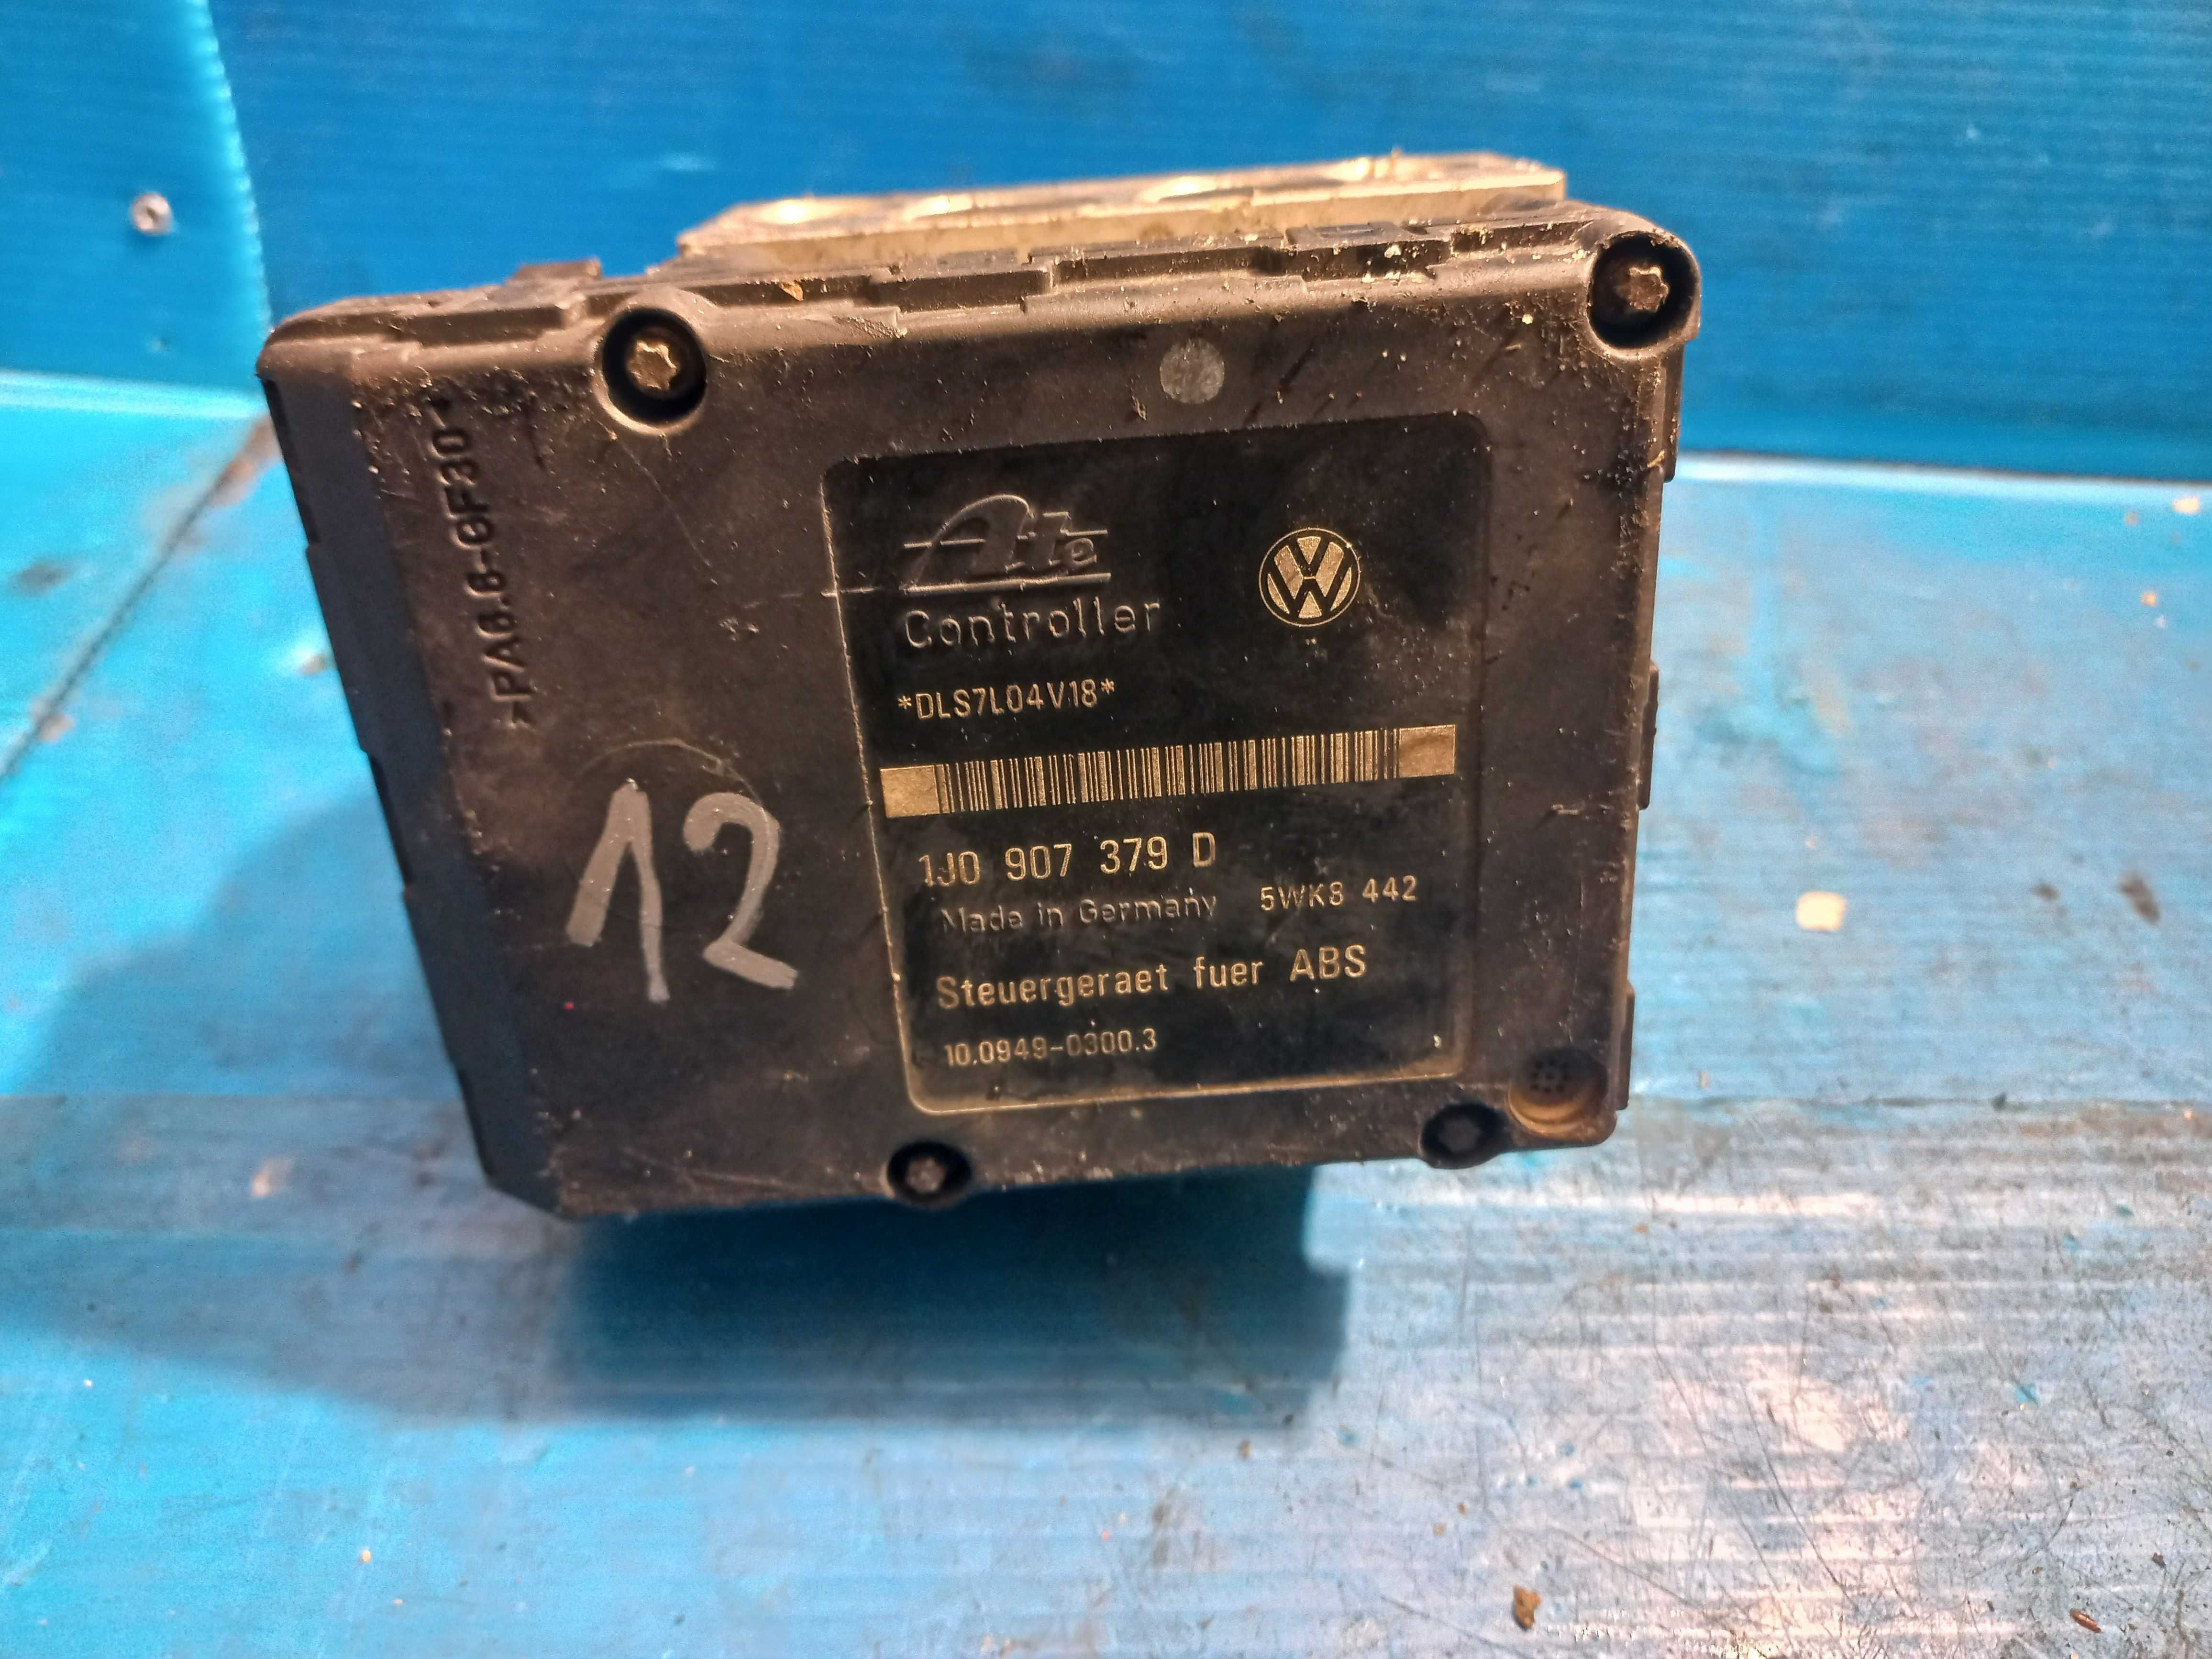 >PA6.6-GF30<
12
Ate
Controller
*DLS7L04V18*
1J0 907 379 D
Made in Germany 5WK8 442
Steuergeraet fuer ABS
10.0949-0300.3